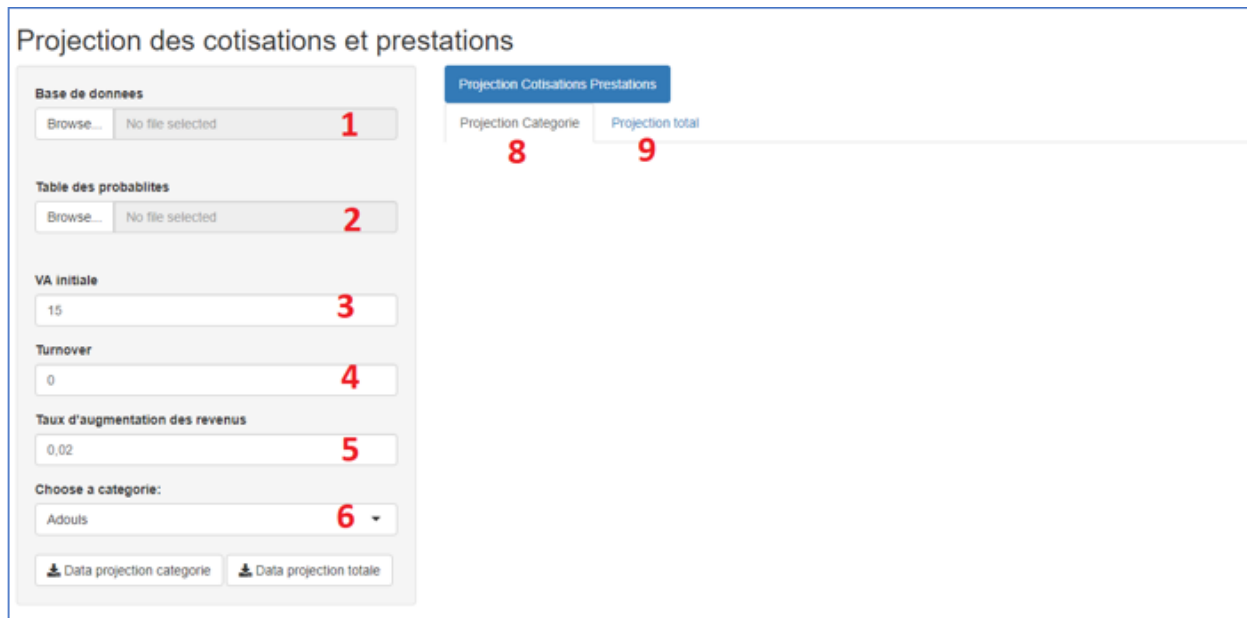 Projection des cotisations et prestations
Base de donnees
Browse... No file selected 1
Table des probablites
Browse... No file selected 2
VA initiale
15 3
Turnover
0 4
Taux d'augmentation des revenus
0,02 5
Choose a categorie:
Adouls 6
Data projection categorie Data projection totale
Projection Cotisations Prestations
Projection Categorie Projection total
8 9